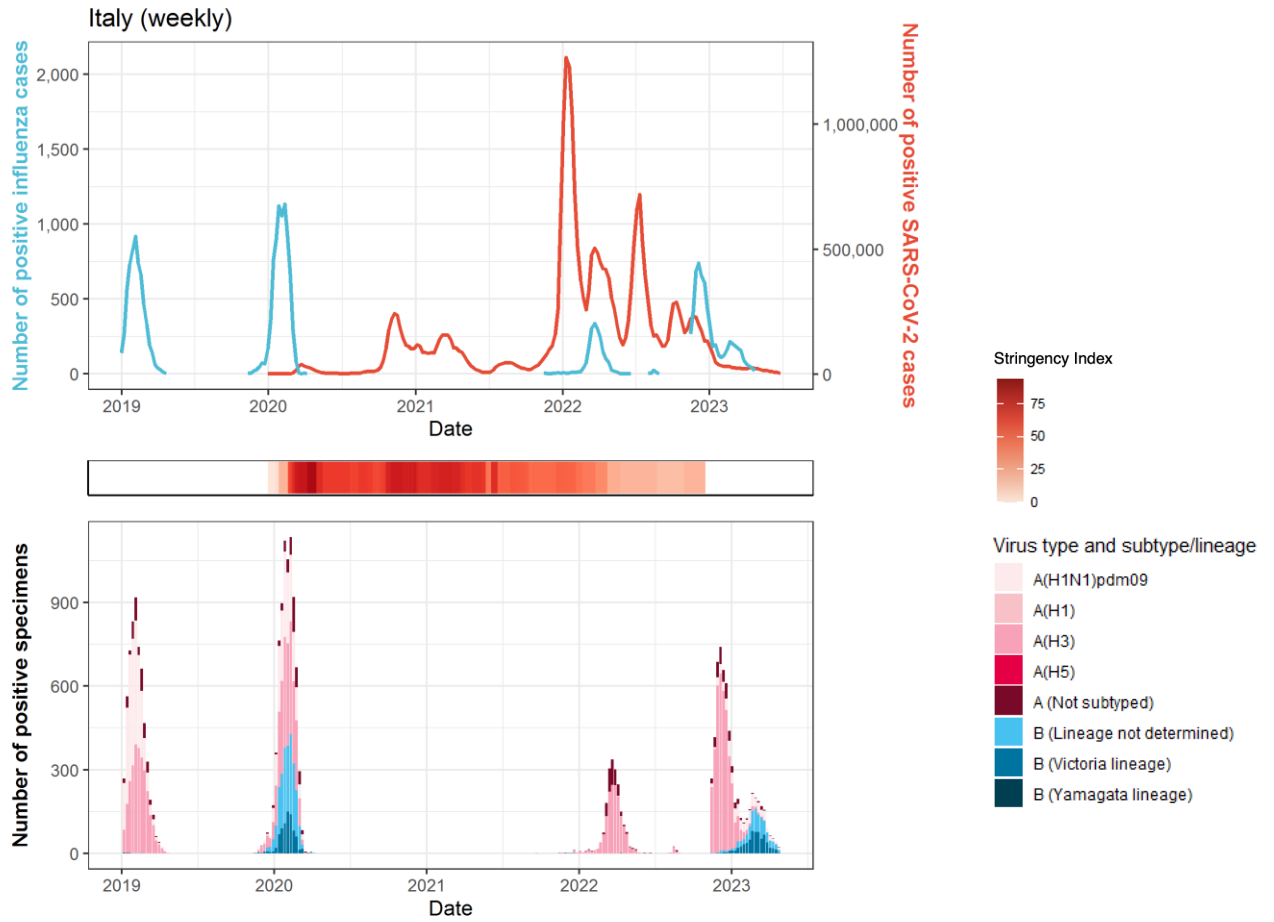 Italy (weekly)
Number of positive influenza cases
2,000
1,500
1,000
500
0
Number of positive SARS-CoV-2 cases
1,000,000
500,000
0
2019
2020
2021
2022
2023
Date
Stringency Index
75
50
25
0
Number of positive specimens
900
600
300
0
2019
2020
2021
2022
2023
Date
Virus type and subtype/lineage
A(H1N1)pdm09
A(H1)
A(H3)
A(H5)
A (Not subtyped)
B (Lineage not determined)
B (Victoria lineage)
B (Yamagata lineage)